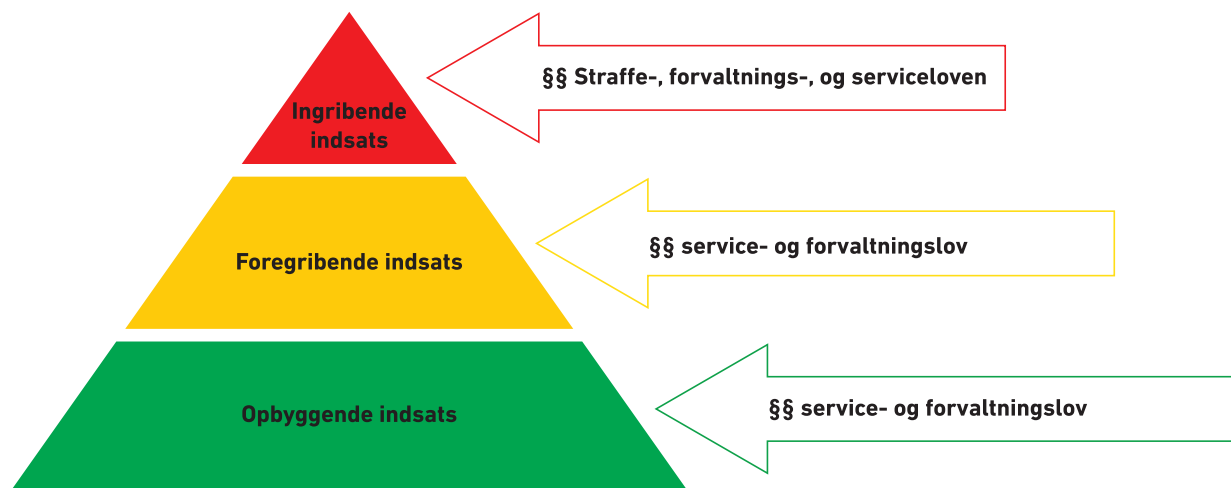 §§ Straffe-, forvaltnings-, og serviceloven
Ingribende
indsats
§§ service- og forvaltningslov
Foregribende indsats
§§ service- og forvaltningslov
Opbyggende indsats